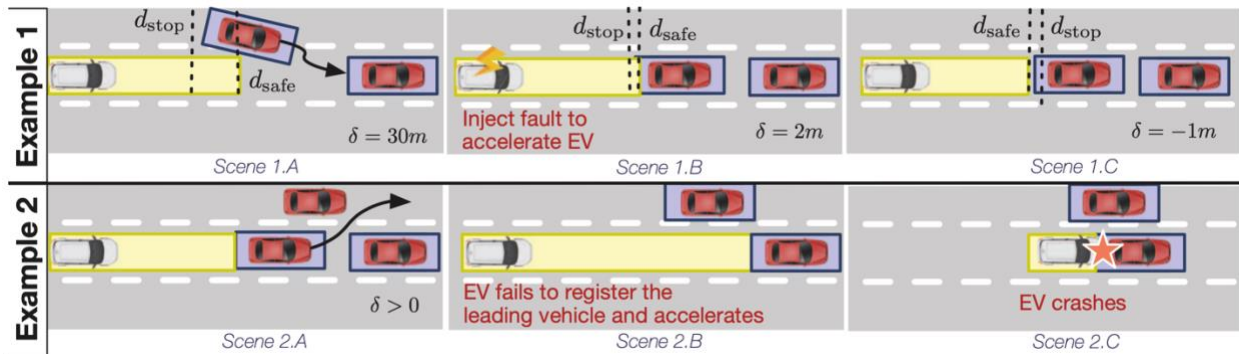 Example 1
d_stop
d_safe
δ = 30m
Scene 1.A
d_stop d_safe
Inject fault to
accelerate EV
δ = 2m
Scene 1.B
d_safe d_stop
δ = −1m
Scene 1.C
Example 2
δ > 0
Scene 2.A
EV fails to register the
leading vehicle and accelerates
Scene 2.B
EV crashes
Scene 2.C